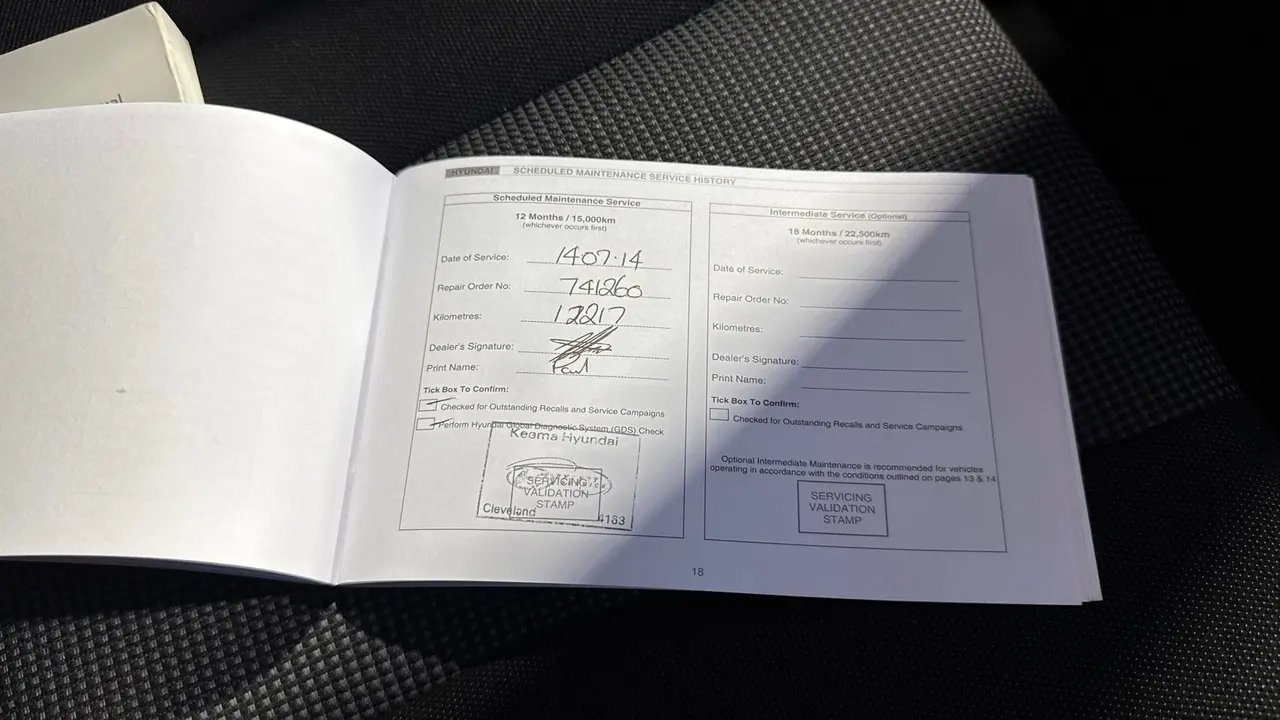 HYUNDAI SCHEDULED MAINTENANCE SERVICE HISTORY
Scheduled Maintenance Service
12 Months / 15,000km
(whichever occurs first)
Date of Service: 1407.14
Repair Order No: 741260
Kilometres: 12217
Dealer's Signature:
Print Name: Paul
Tick Box To Confirm:
Checked for Outstanding Recalls and Service Campaigns
Perform Hyundai Global Diagnostic System (GDS) Check
Keema Hyundai
SERVICING
VALIDATION
STAMP
Cleveland 4163
Intermediate Service (Optional)
18 Months / 22,500km
(whichever occurs first)
Date of Service:
Repair Order No:
Kilometres:
Dealer's Signature:
Print Name:
Tick Box To Confirm:
Checked for Outstanding Recalls and Service Campaigns
Optional Intermediate Maintenance is recommended for vehicles
operating in accordance with the conditions outlined on pages 13 & 14
SERVICING
VALIDATION
STAMP
18